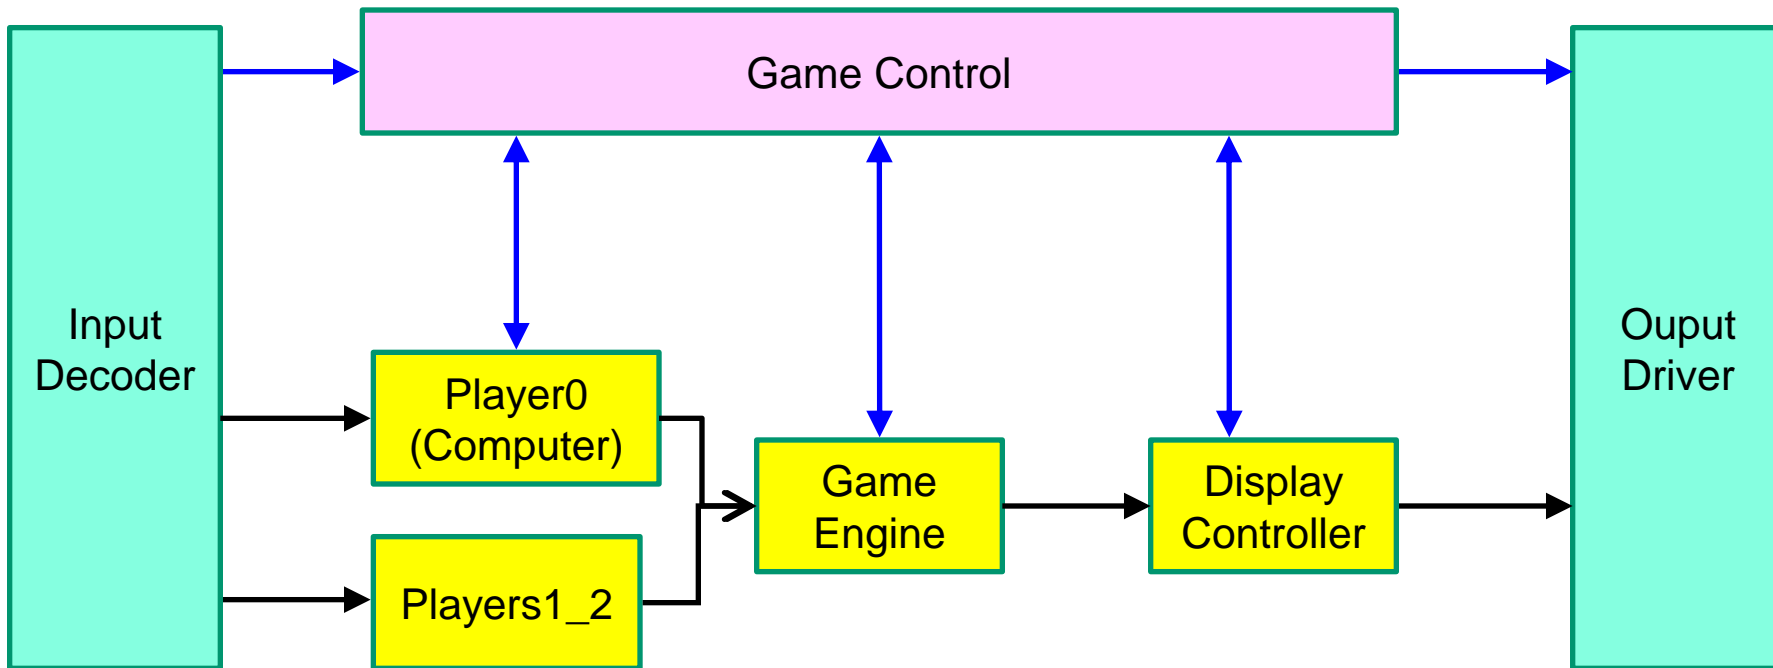 Game Control
Input
Decoder
Player0
(Computer)
Players1_2
Game
Engine
Display
Controller
Ouput
Driver